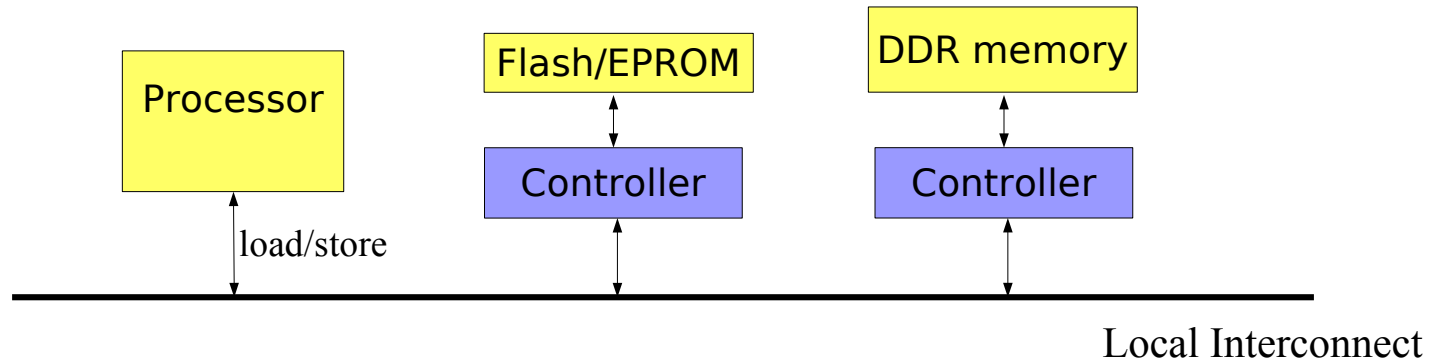 Processor
Flash/EPROM
DDR memory
Controller
Controller
load/store
Local Interconnect